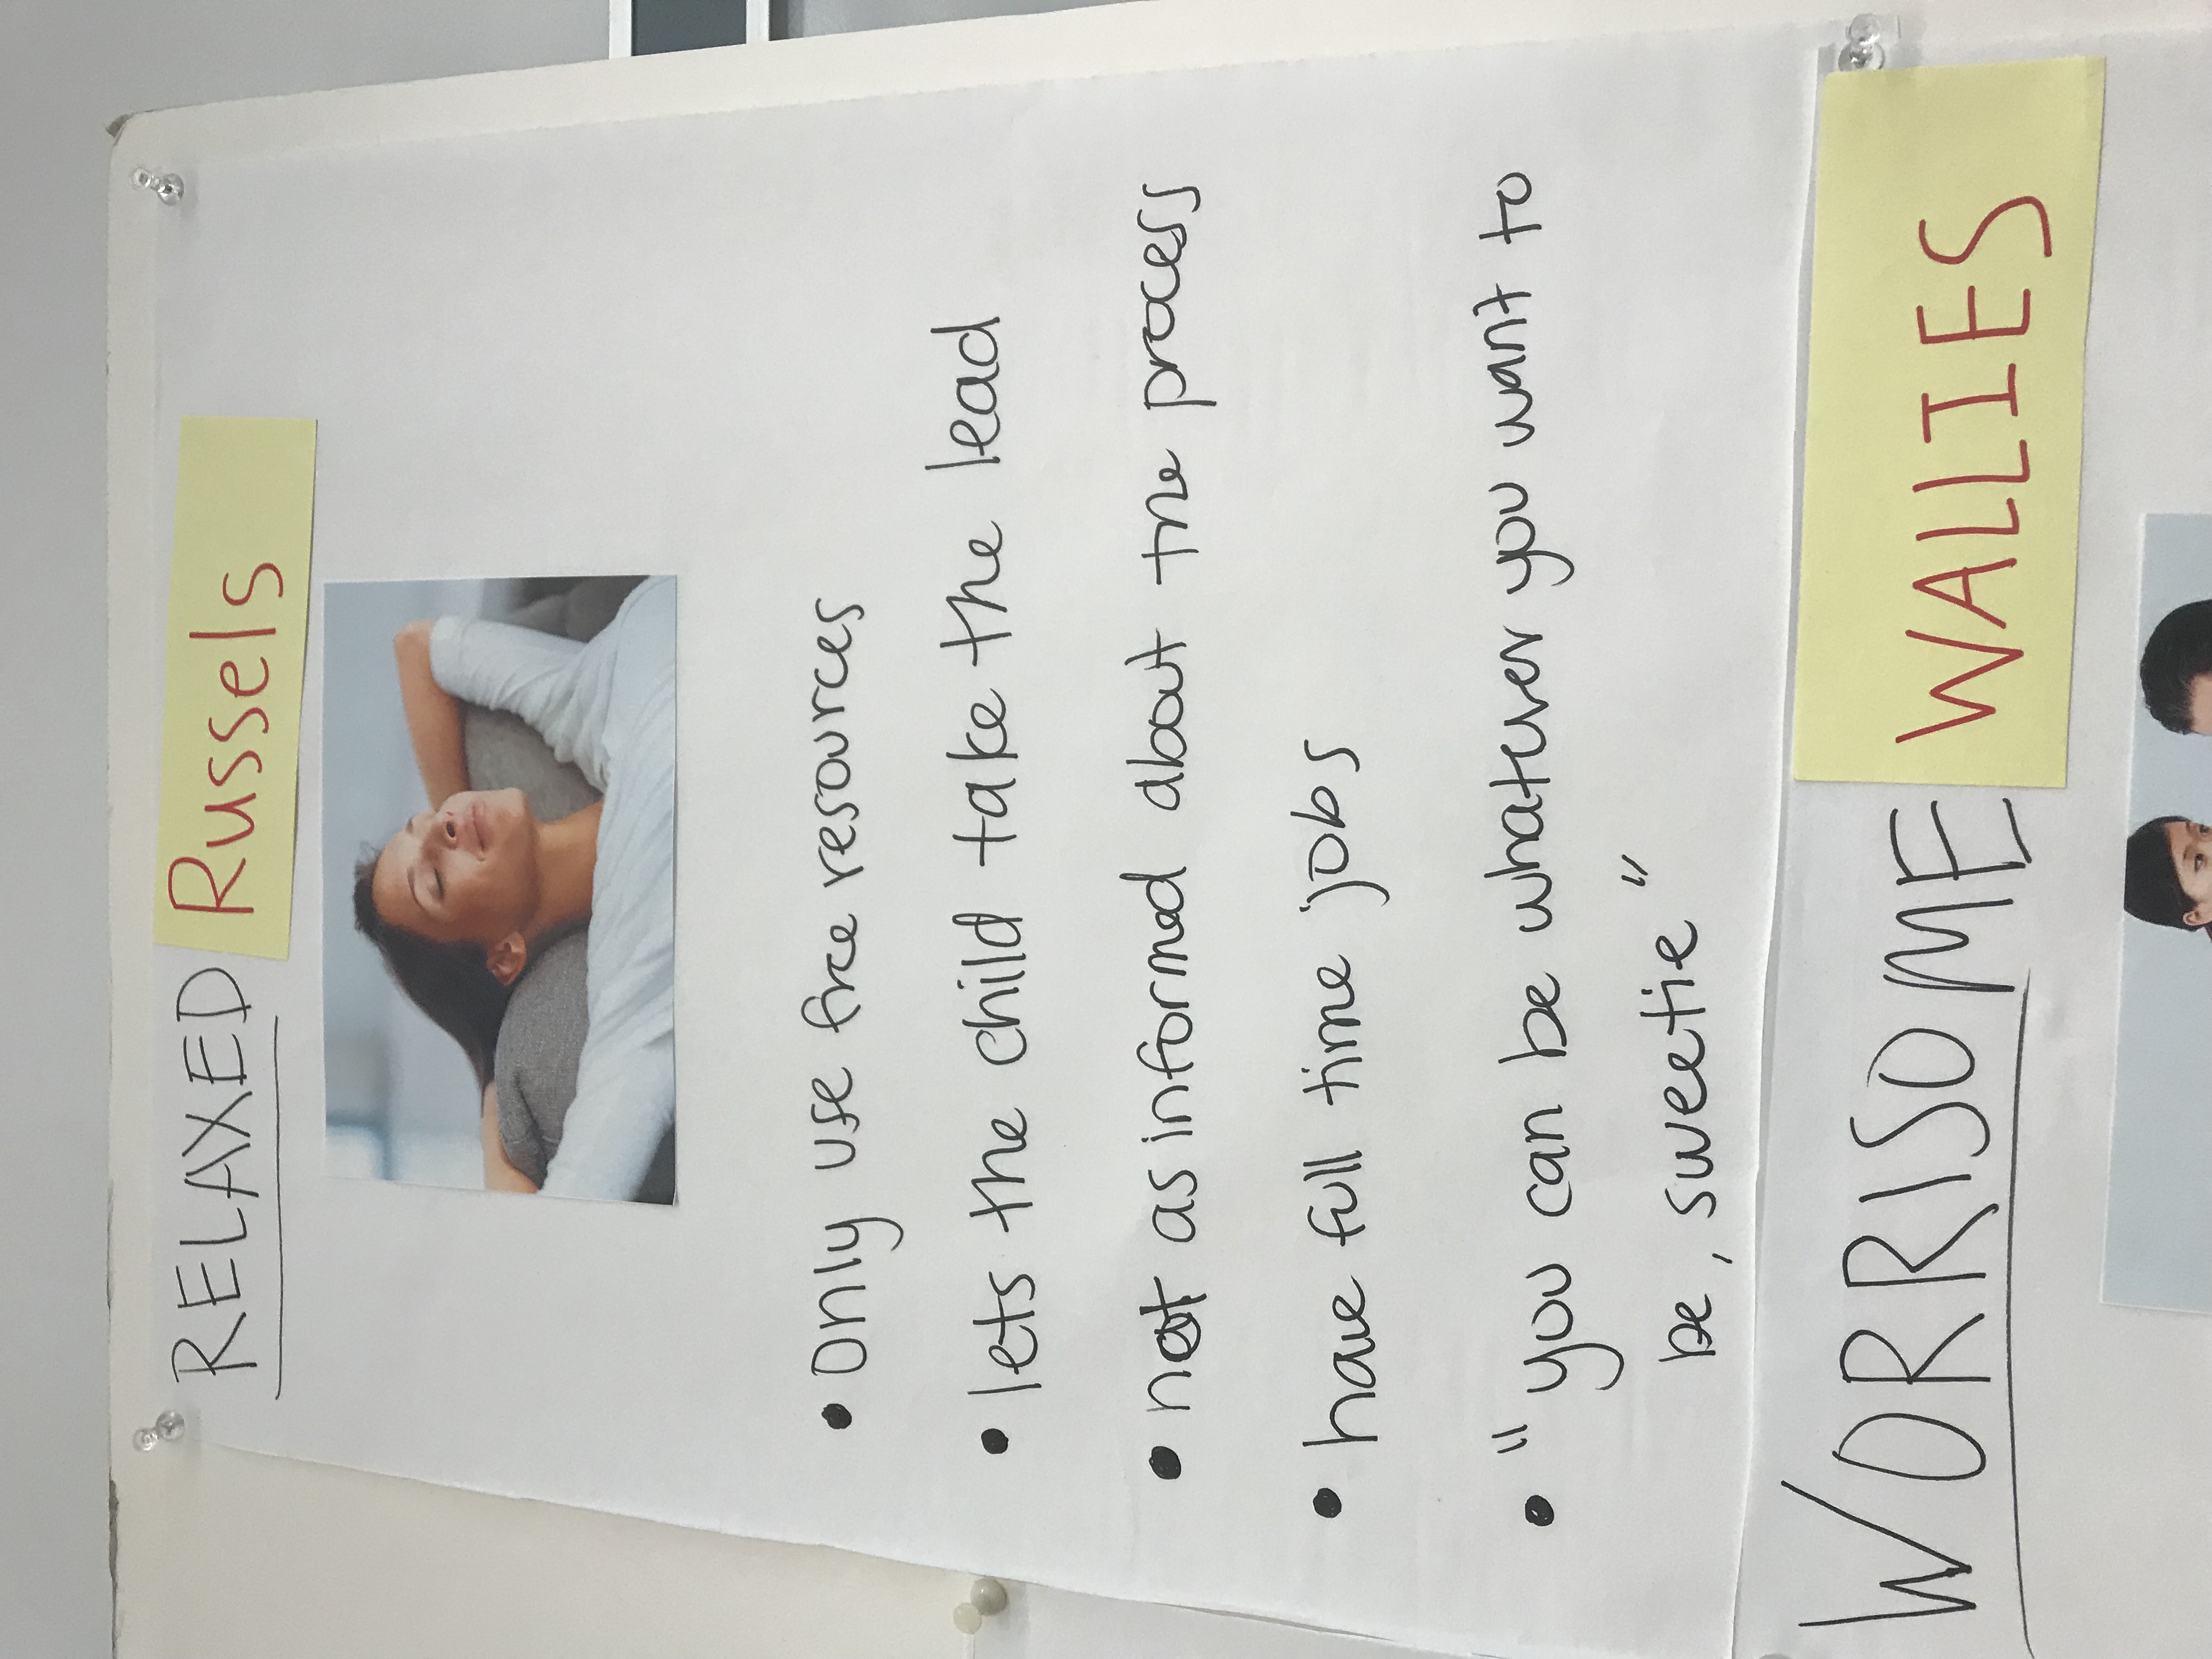 RELAXED Russels
• Only use free resources
• lets the child take the lead
• not as informed about the process
• have full time jobs
• "you can be whatever you want to
be, sweetie"
WORRISOME WALLIES